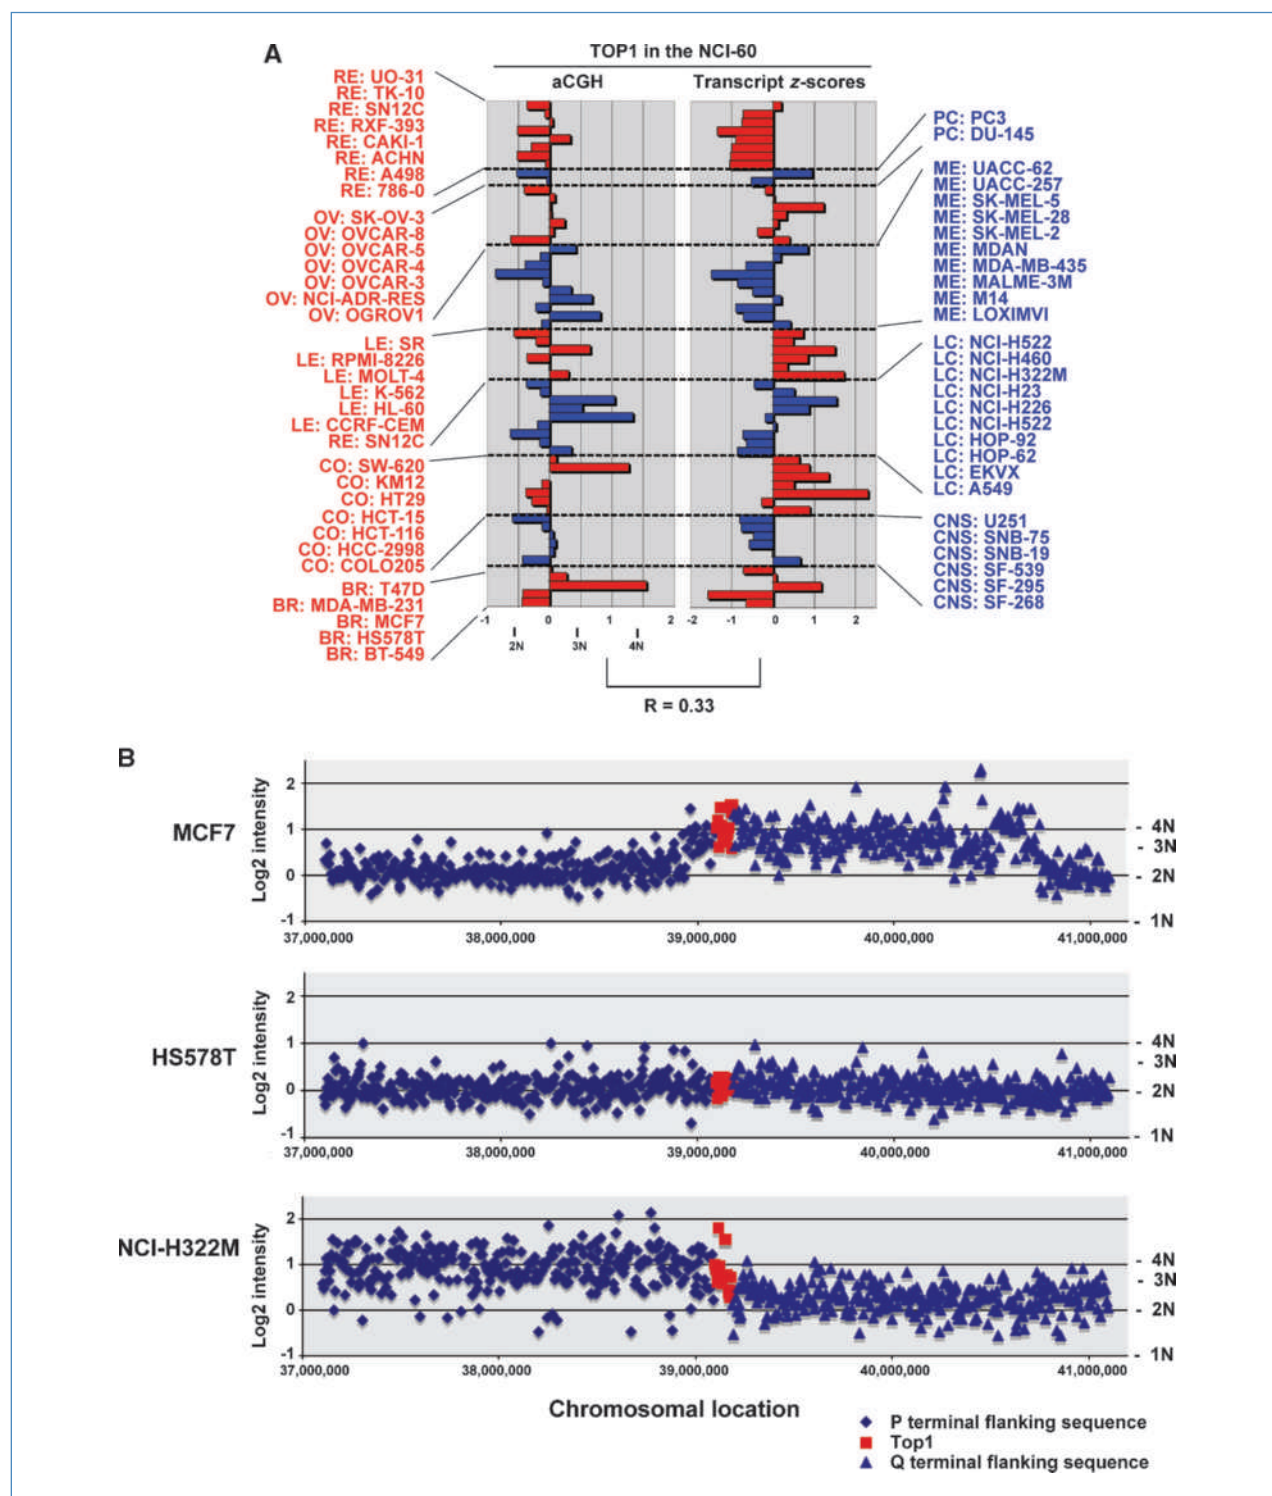 A
TOP1 in the NCI-60
aCGH
Transcript z-scores
RE: UO-31
RE: TK-10
RE: SN12C
RE: RXF-393
RE: CAKI-1
RE: ACHN
RE: A498
RE: 786-0
OV: SK-OV-3
OV: OVCAR-8
OV: OVCAR-5
OV: OVCAR-4
OV: OVCAR-3
OV: NCI-ADR-RES
OV: OGROV1
LE: SR
LE: RPMI-8226
LE: MOLT-4
LE: K-562
LE: HL-60
LE: CCRF-CEM
RE: SN12C
CO: SW-620
CO: KM12
CO: HT29
CO: HCT-15
CO: HCT-116
CO: HCC-2998
CO: COLO205
BR: T47D
BR: MDA-MB-231
BR: MCF7
BR: HS578T
BR: BT-549
PC: PC3
PC: DU-145
ME: UACC-62
ME: UACC-257
ME: SK-MEL-5
ME: SK-MEL-28
ME: SK-MEL-2
ME: MDAN
ME: MDA-MB-435
ME: MALME-3M
ME: M14
ME: LOXIMVI
LC: NCI-H522
LC: NCI-H460
LC: NCI-H322M
LC: NCI-H23
LC: NCI-H226
LC: NCI-H522
LC: HOP-92
LC: HOP-62
LC: EKVX
LC: A549
CNS: U251
CNS: SNB-75
CNS: SNB-19
CNS: SF-539
CNS: SF-295
CNS: SF-268
-1 0 1 2
2N 3N 4N
-2 -1 0 1 2
R = 0.33
B
MCF7
Log2 intensity
2
1
0
-1
- 4N
- 3N
- 2N
- 1N
37,000,000 38,000,000 39,000,000 40,000,000 41,000,000
HS578T
Log2 intensity
2
1
0
-1
- 4N
- 3N
- 2N
- 1N
37,000,000 38,000,000 39,000,000 40,000,000 41,000,000
NCI-H322M
Log2 intensity
2
1
0
-1
- 4N
- 3N
- 2N
- 1N
37,000,000 38,000,000 39,000,000 40,000,000 41,000,000
Chromosomal location
P terminal flanking sequence
Top1
Q terminal flanking sequence